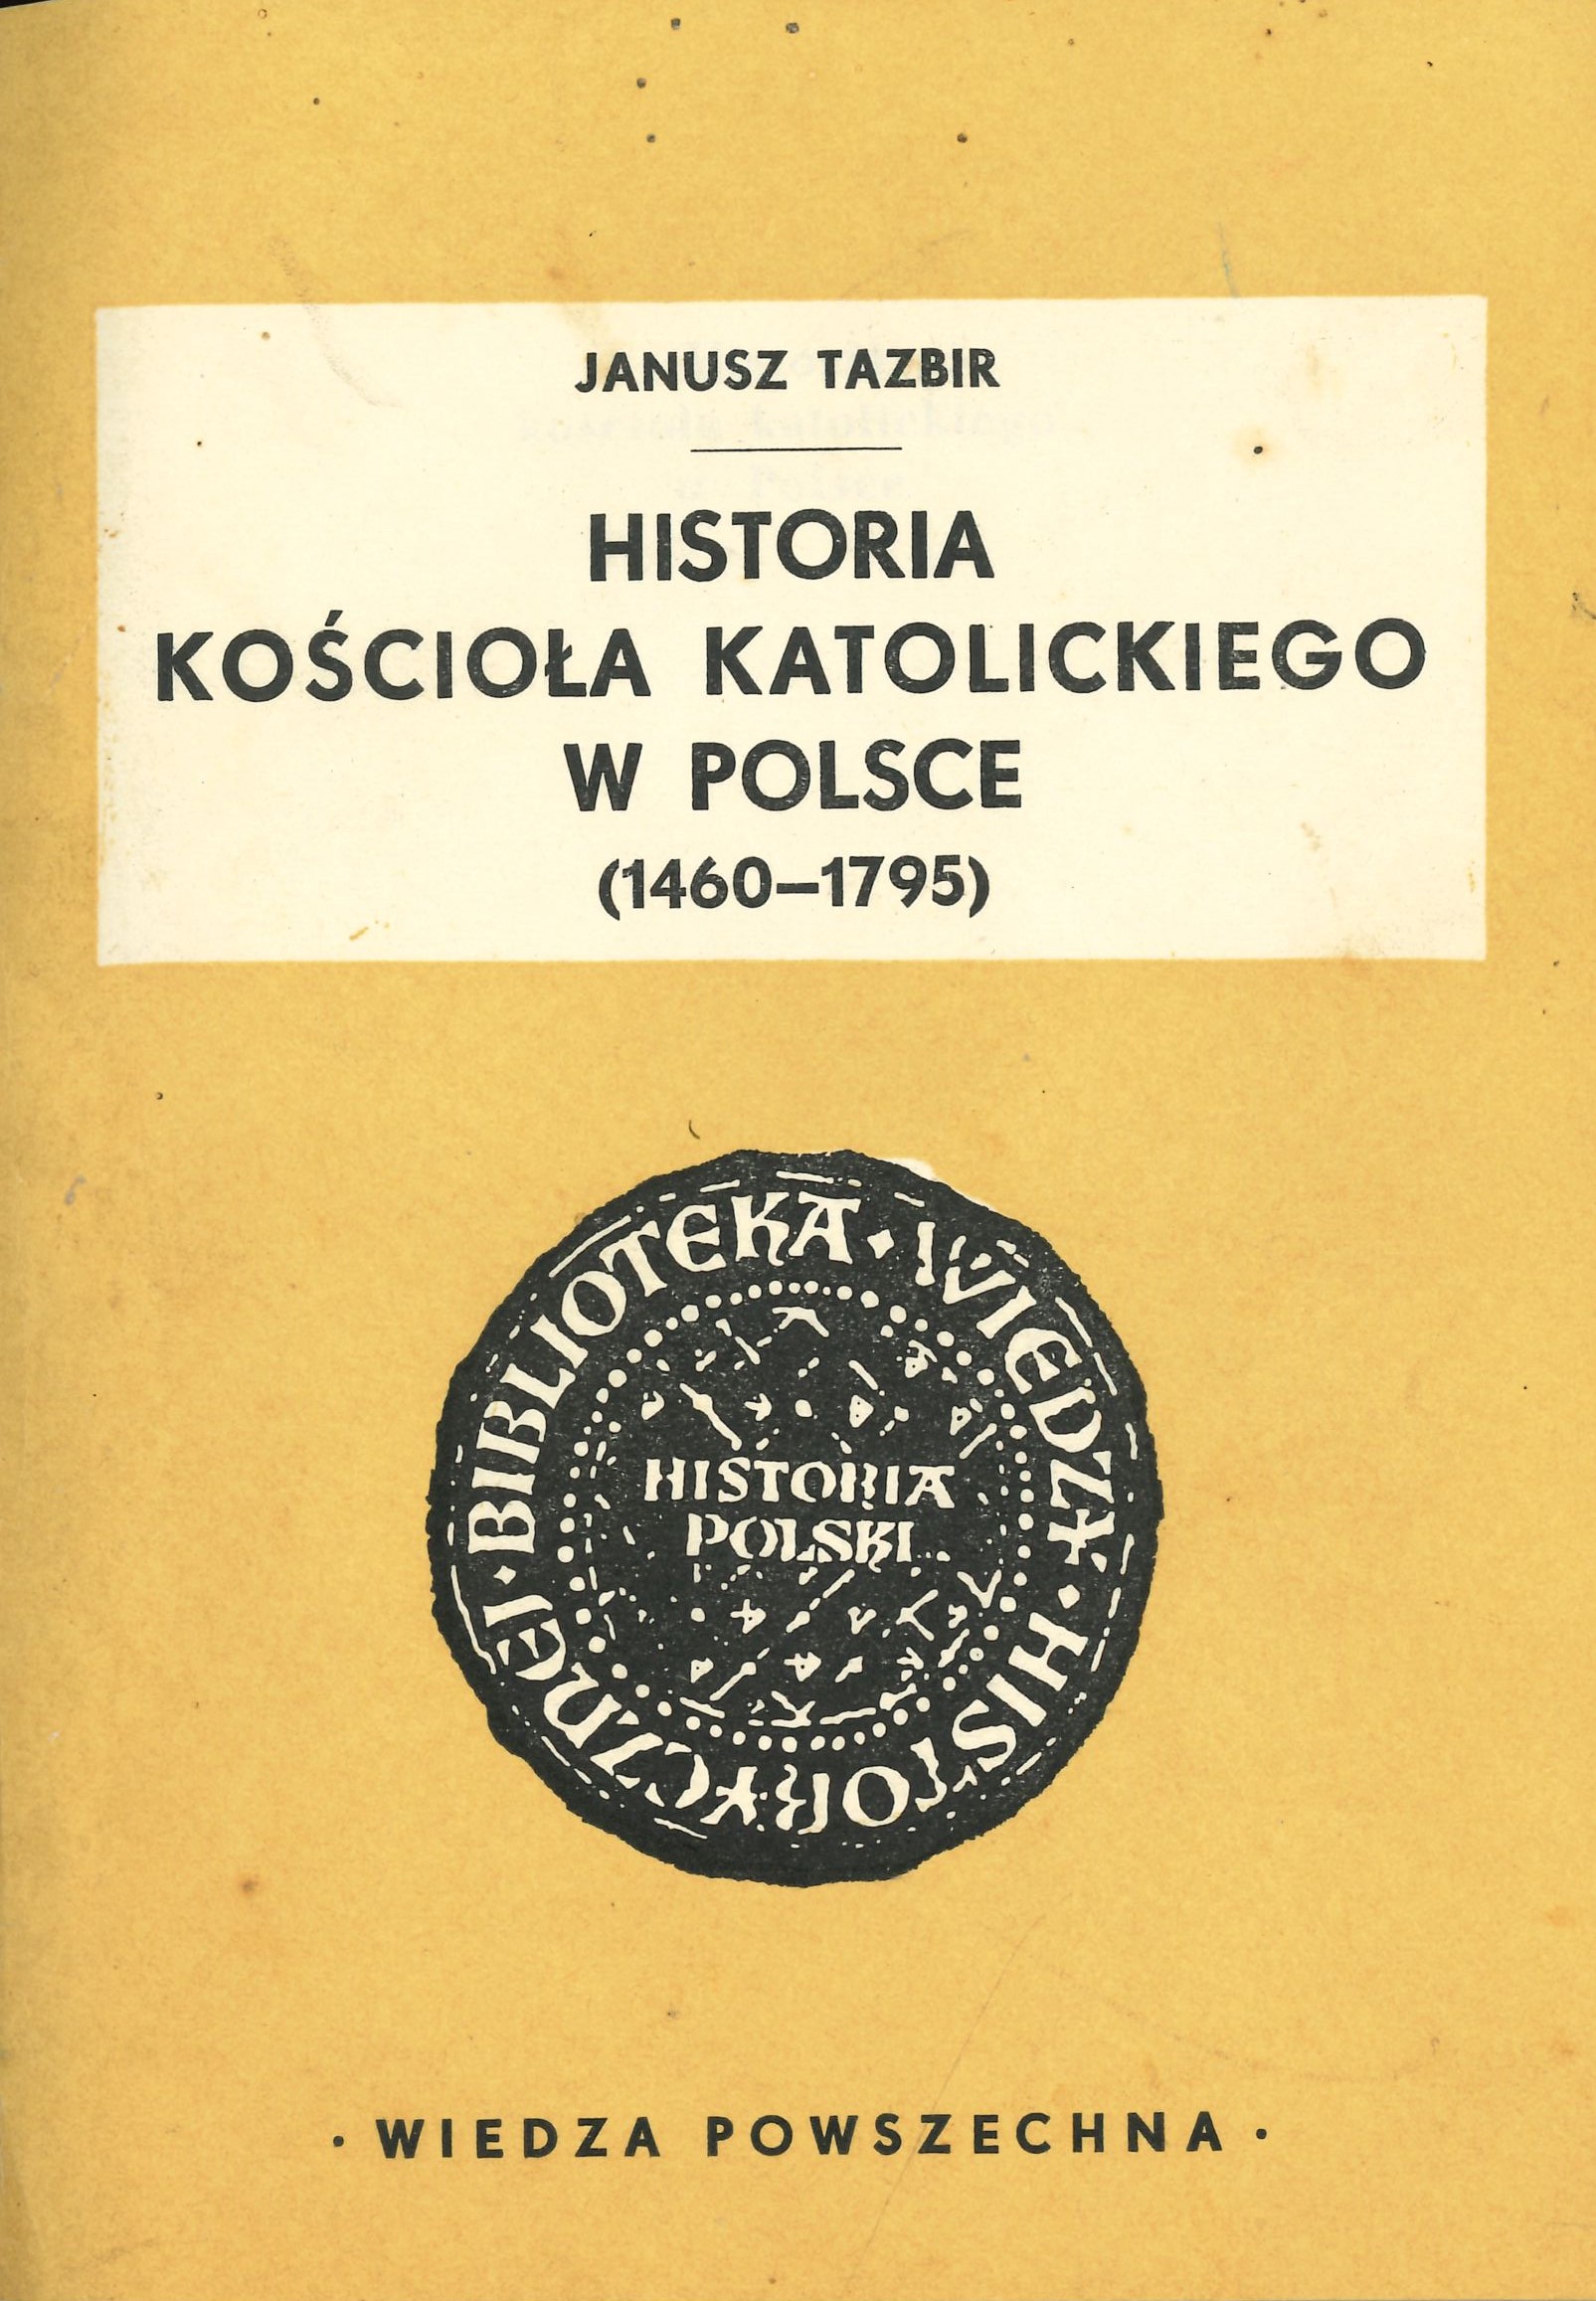 JANUSZ TAZBIR
HISTORIA
KOŚCIOŁA KATOLICKIEGO
W POLSCE
(1460–1795)
BIBLIOTEKA · WIEDZY · HISTORYCZNEJ ·
HISTORIA
POLSKI
· WIEDZA POWSZECHNA ·